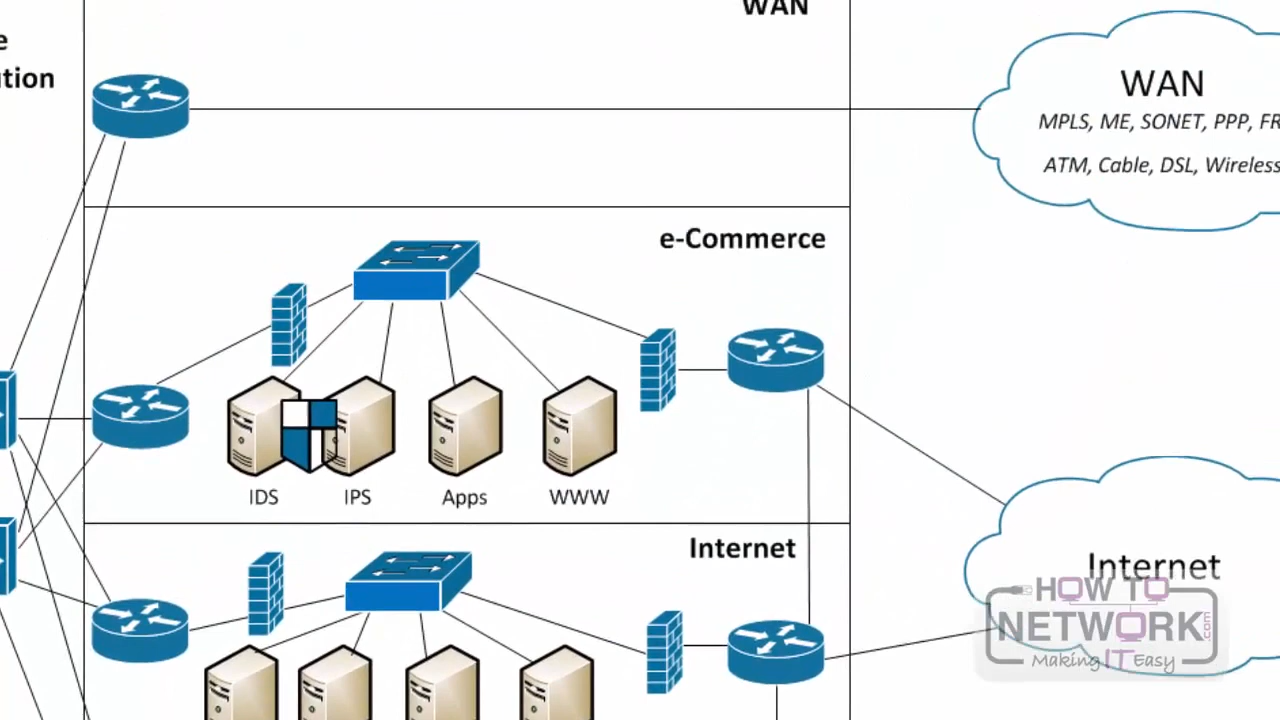 WAN
e
ution
WAN
MPLS, ME, SONET, PPP, FR
ATM, Cable, DSL, Wireless
e-Commerce
IDS IPS Apps WWW
Internet
Internet
HOW TO
NETWORK.com
Making IT Easy